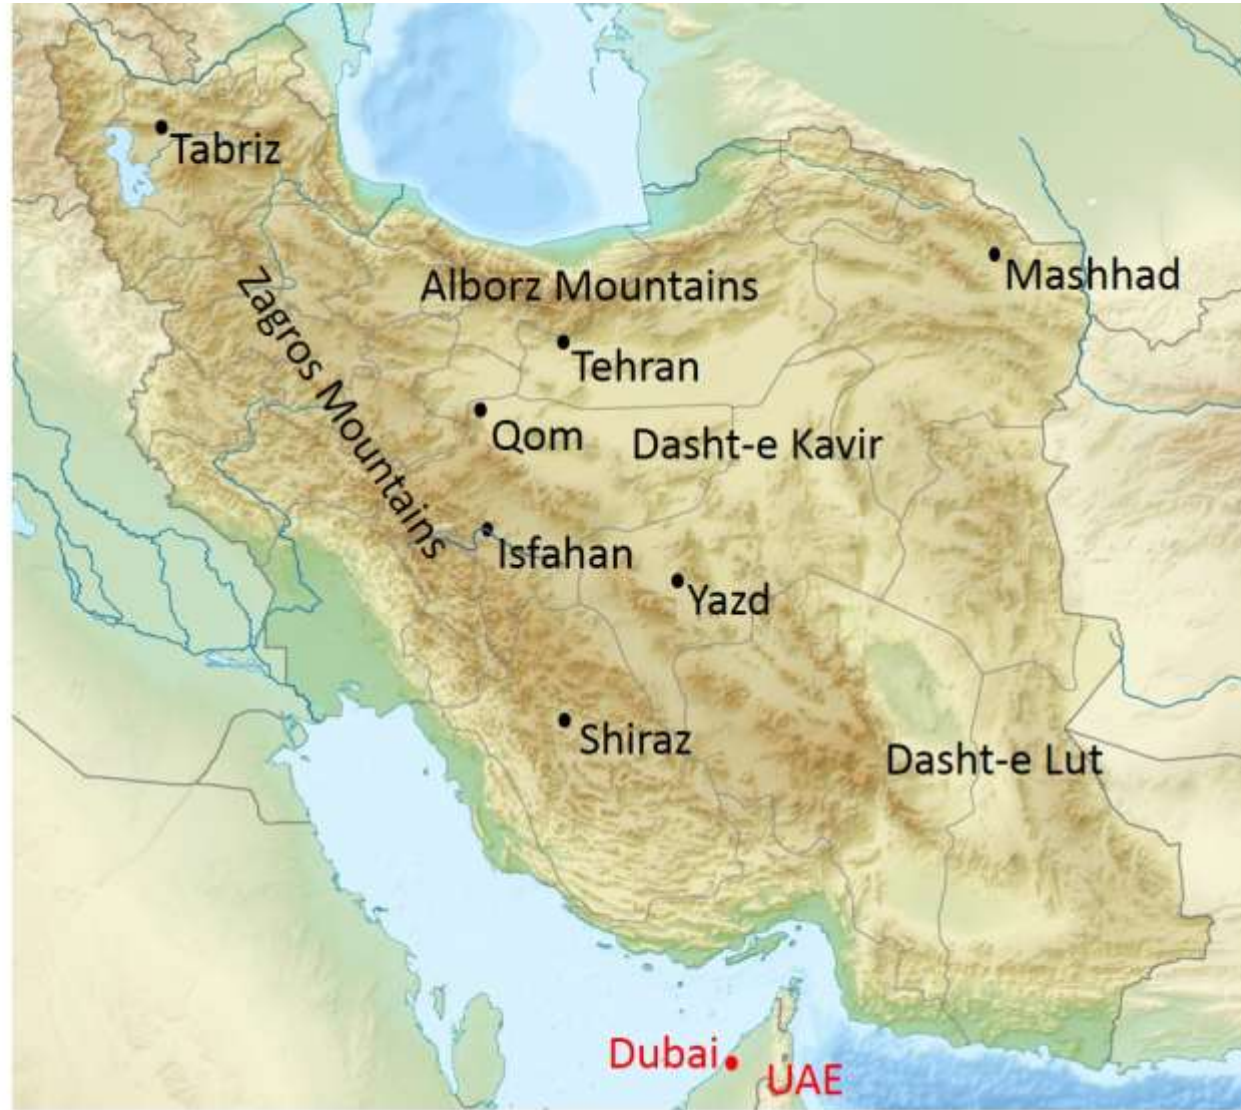 Tabriz
Mashhad
Alborz Mountains
Zagros Mountains
Tehran
Qom
Dasht-e Kavir
Isfahan
Yazd
Shiraz
Dasht-e Lut
Dubai
UAE